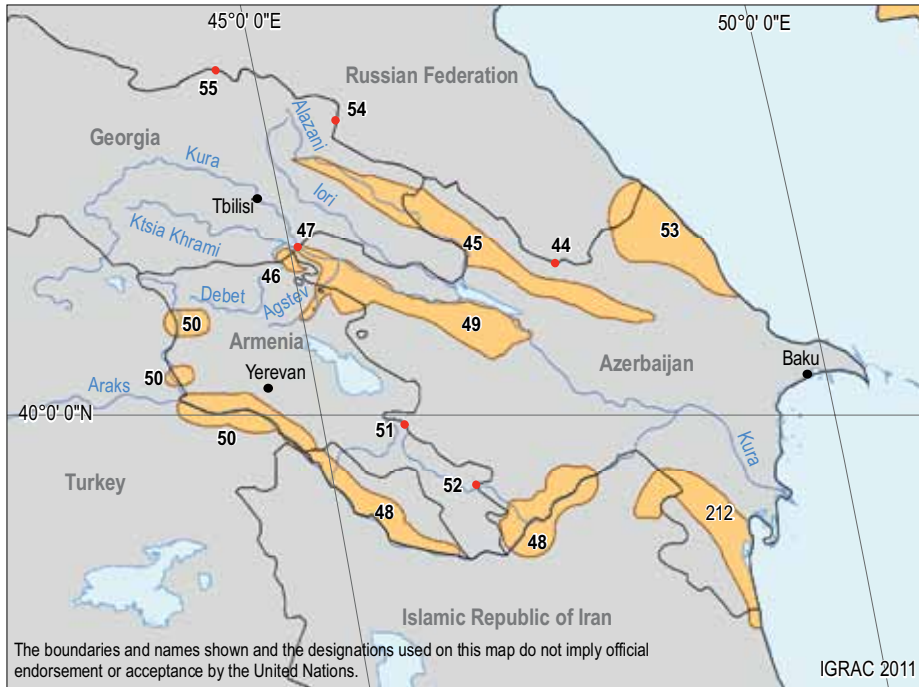 45°0' 0"E
50°0' 0"E
Russian Federation
55
54
Alazani
Georgia
Kura
Iori
Tbilisi
Ktsia Khrami
47
45
44
53
46
Debet
Agstev
50
49
Armenia
Azerbaijan
Baku
Yerevan
50
Araks
40°0' 0"N
50
51
Kura
Turkey
52
48
48
212
Islamic Republic of Iran
The boundaries and names shown and the designations used on this map do not imply official
endorsement or acceptance by the United Nations.
IGRAC 2011